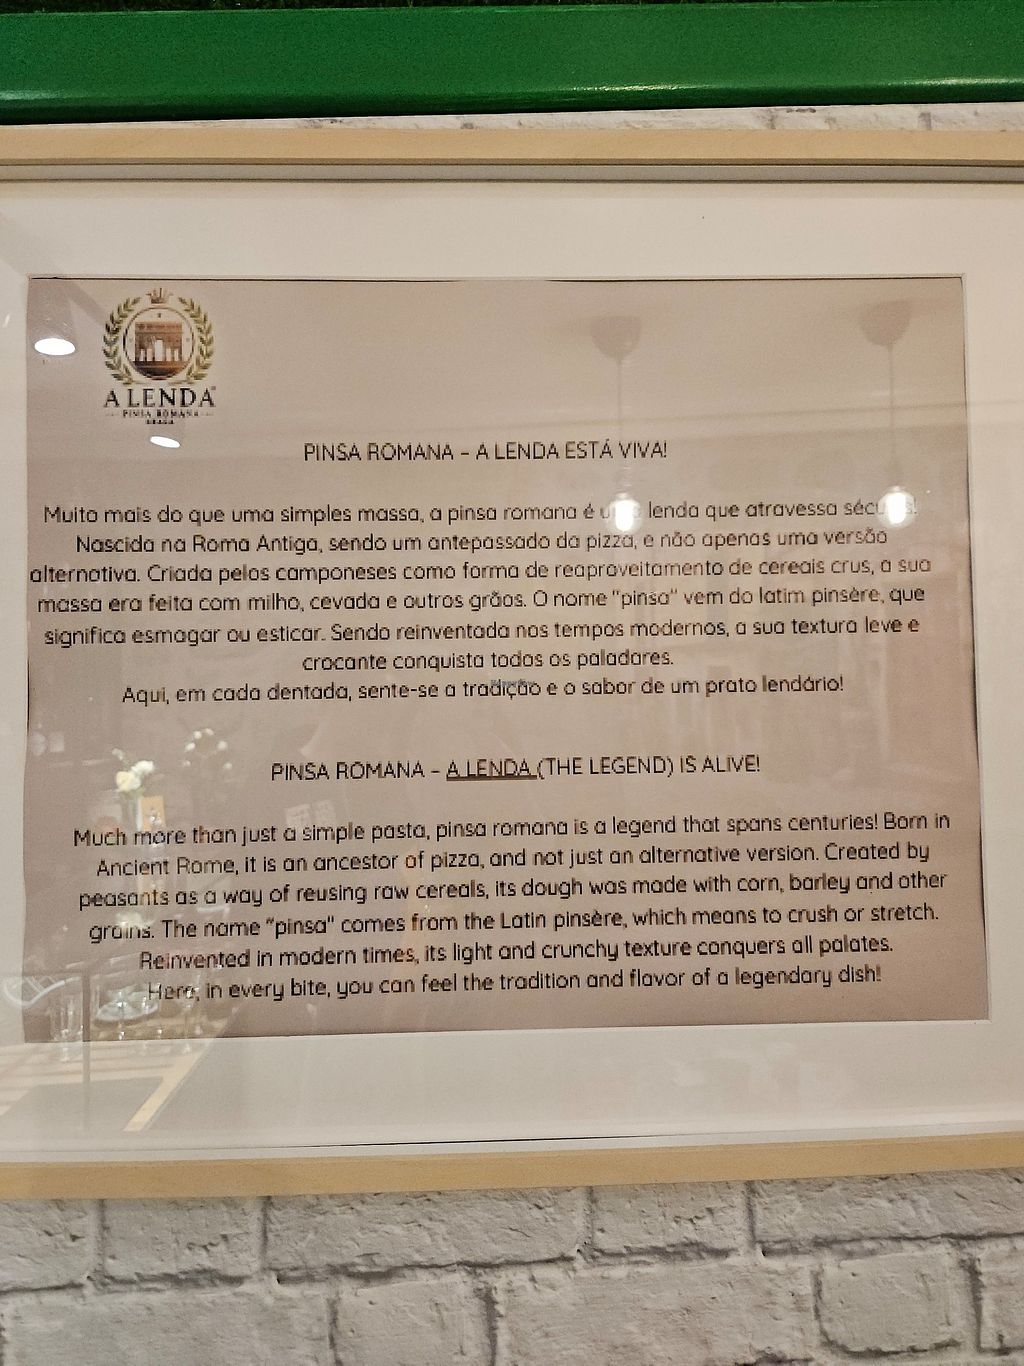 A LENDA
PINSA ROMANA
BRAGA
PINSA ROMANA – A LENDA ESTÁ VIVA!
Muito mais do que uma simples massa, a pinsa romana é lenda que atravessa
Nascida na Roma Antiga, sendo um antepassado da pizza, e não apenas uma versão
alternativa. Criada pelos camponeses como forma de reaproveitamento de cereais crus, a sua
massa era feita com milho, cevada e outros grãos. O nome "pinsa" vem do latim pinsère, que
significa esmagar ou esticar. Sendo reinventada nos tempos modernos, a sua textura leve e
crocante conquista todos os paladares.
Aqui, em cada dentada, sente-se a tradição e o sabor de um prato lendário!
PINSA ROMANA – A LENDA (THE LEGEND) IS ALIVE!
Much more than just a simple pasta, pinsa romana is a legend that spans centuries! Born in
Ancient Rome, it is an ancestor of pizza, and not just an alternative version. Created by
peasants as a way of reusing raw cereals, its dough was made with corn, barley and other
grains. The name "pinsa" comes from the Latin pinsère, which means to crush or stretch.
Reinvented in modern times, its light and crunchy texture conquers all palates.
Here, in every bite, you can feel the tradition and flavor of a legendary dish!